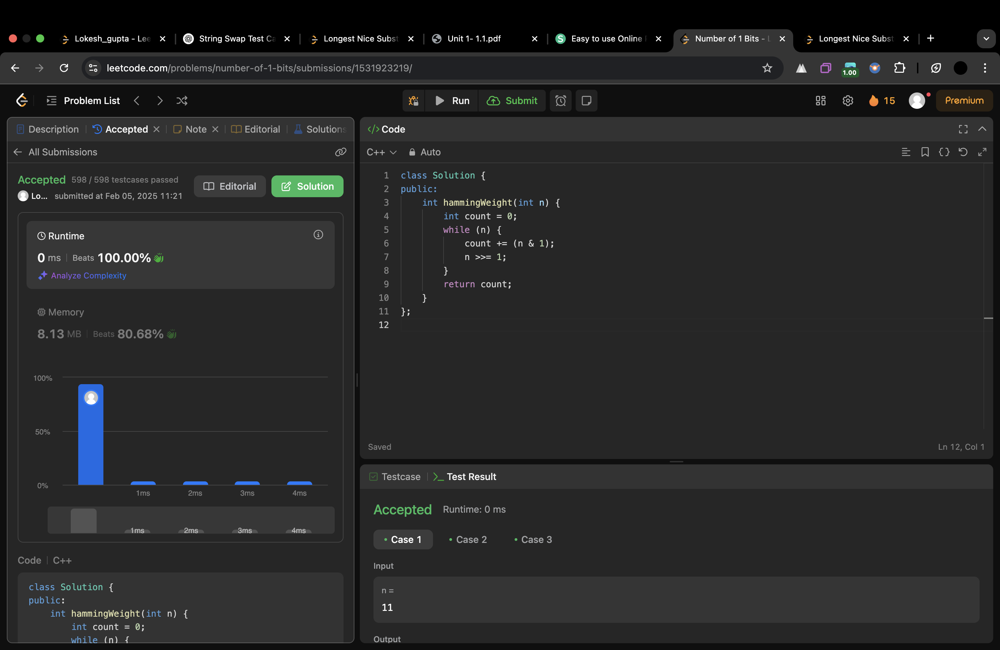 Lokesh_gupta - Lee
String Swap Test Ca
Longest Nice Subst
Unit 1- 1.1.pdf
Easy to use Online
Number of 1 Bits - L
Longest Nice Subst
leetcode.com/problems/number-of-1-bits/submissions/1531923219/
1.00
Problem List
Run
Submit
15
Premium
Description
Accepted
Note
Editorial
Solutions
All Submissions
Accepted 598 / 598 testcases passed
Lo... submitted at Feb 05, 2025 11:21
Editorial
Solution
Runtime
0 ms Beats 100.00%
Analyze Complexity
Memory
8.13 MB Beats 80.68%
100%
50%
0%
1ms 2ms 3ms 4ms
1ms 2ms 3ms 4ms
Code C++
class Solution {
public:
int hammingWeight(int n) {
int count = 0;
while (n) {
</> Code
C++ Auto
1 class Solution {
2 public:
3 int hammingWeight(int n) {
4 int count = 0;
5 while (n) {
6 count += (n & 1);
7 n >>= 1;
8 }
9 return count;
10 }
11 };
12
Saved
Ln 12, Col 1
Testcase
Test Result
Accepted Runtime: 0 ms
Case 1 Case 2 Case 3
Input
n =
11
Output